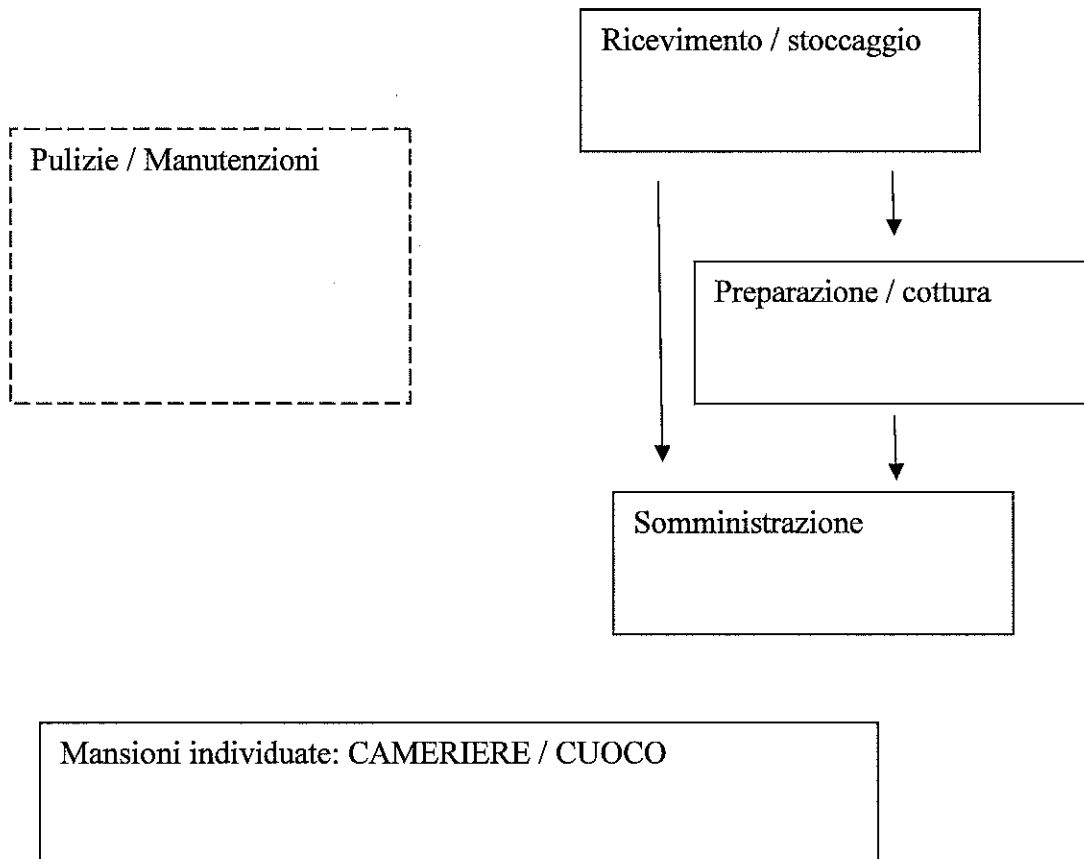 Ricevimento / stoccaggio
Pulizie / Manutenzioni
Preparazione / cottura
Somministrazione
Mansioni individuate: CAMERIERE / CUOCO